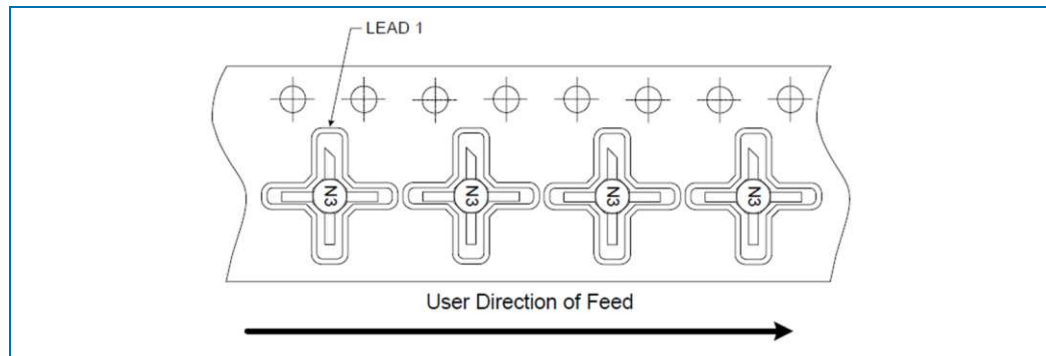 LEAD 1
N3 N3 N3 N3
User Direction of Feed